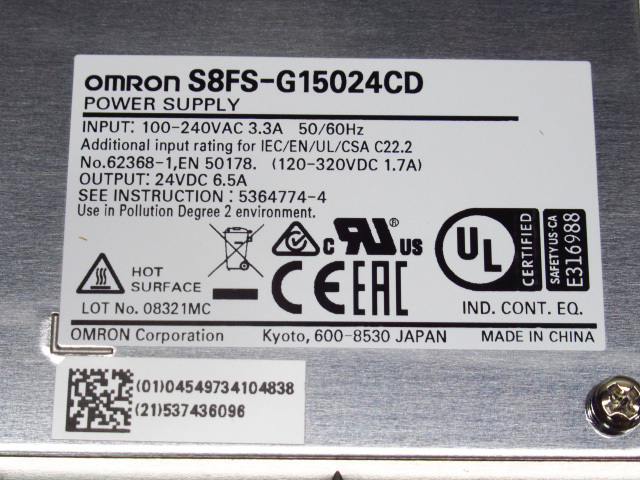 omron S8FS-G15024CD
POWER SUPPLY
INPUT: 100-240VAC 3.3A 50/60Hz
Additional input rating for IEC/EN/UL/CSA C22.2
No.62368-1,EN 50178. (120-320VDC 1.7A)
OUTPUT: 24VDC 6.5A
SEE INSTRUCTION : 5364774-4
Use in Pollution Degree 2 environment.
c RU ® US
UL CERTIFIED
SAFETY US-CA
E316988
HOT
SURFACE
CE EAC
LOT No. 08321MC
IND. CONT. EQ.
OMRON Corporation Kyoto, 600-8530 JAPAN MADE IN CHINA
(01)04549734104838
(21)537436096